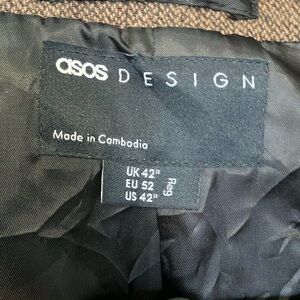 asos DESIGN
Made in Cambodia
UK 42"
EU 52
US 42"
Reg